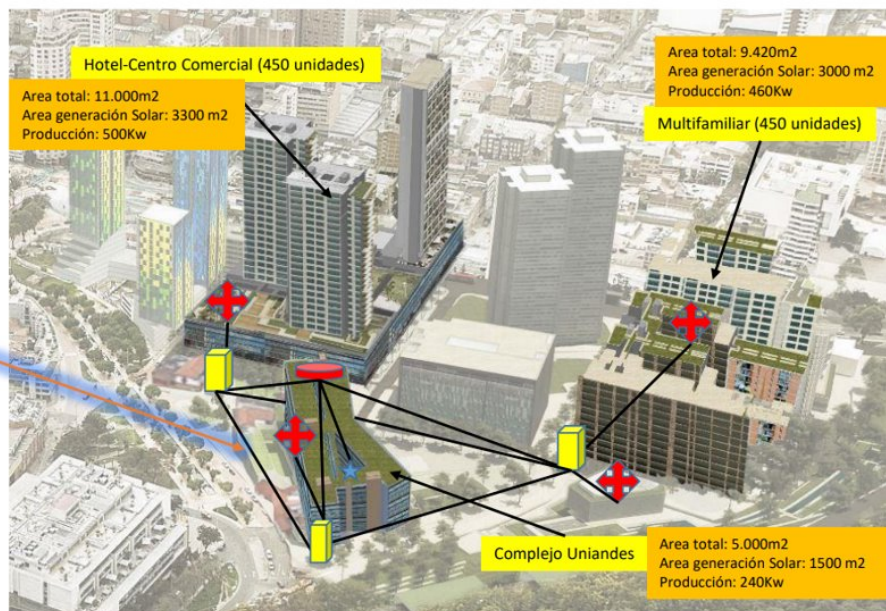 Hotel-Centro Comercial (450 unidades)
Area total: 11.000m2
Area generación Solar: 3300 m2
Producción: 500Kw
Area total: 9.420m2
Area generación Solar: 3000 m2
Producción: 460Kw
Multifamiliar (450 unidades)
Complejo Uniandes
Area total: 5.000m2
Area generación Solar: 1500 m2
Producción: 240Kw